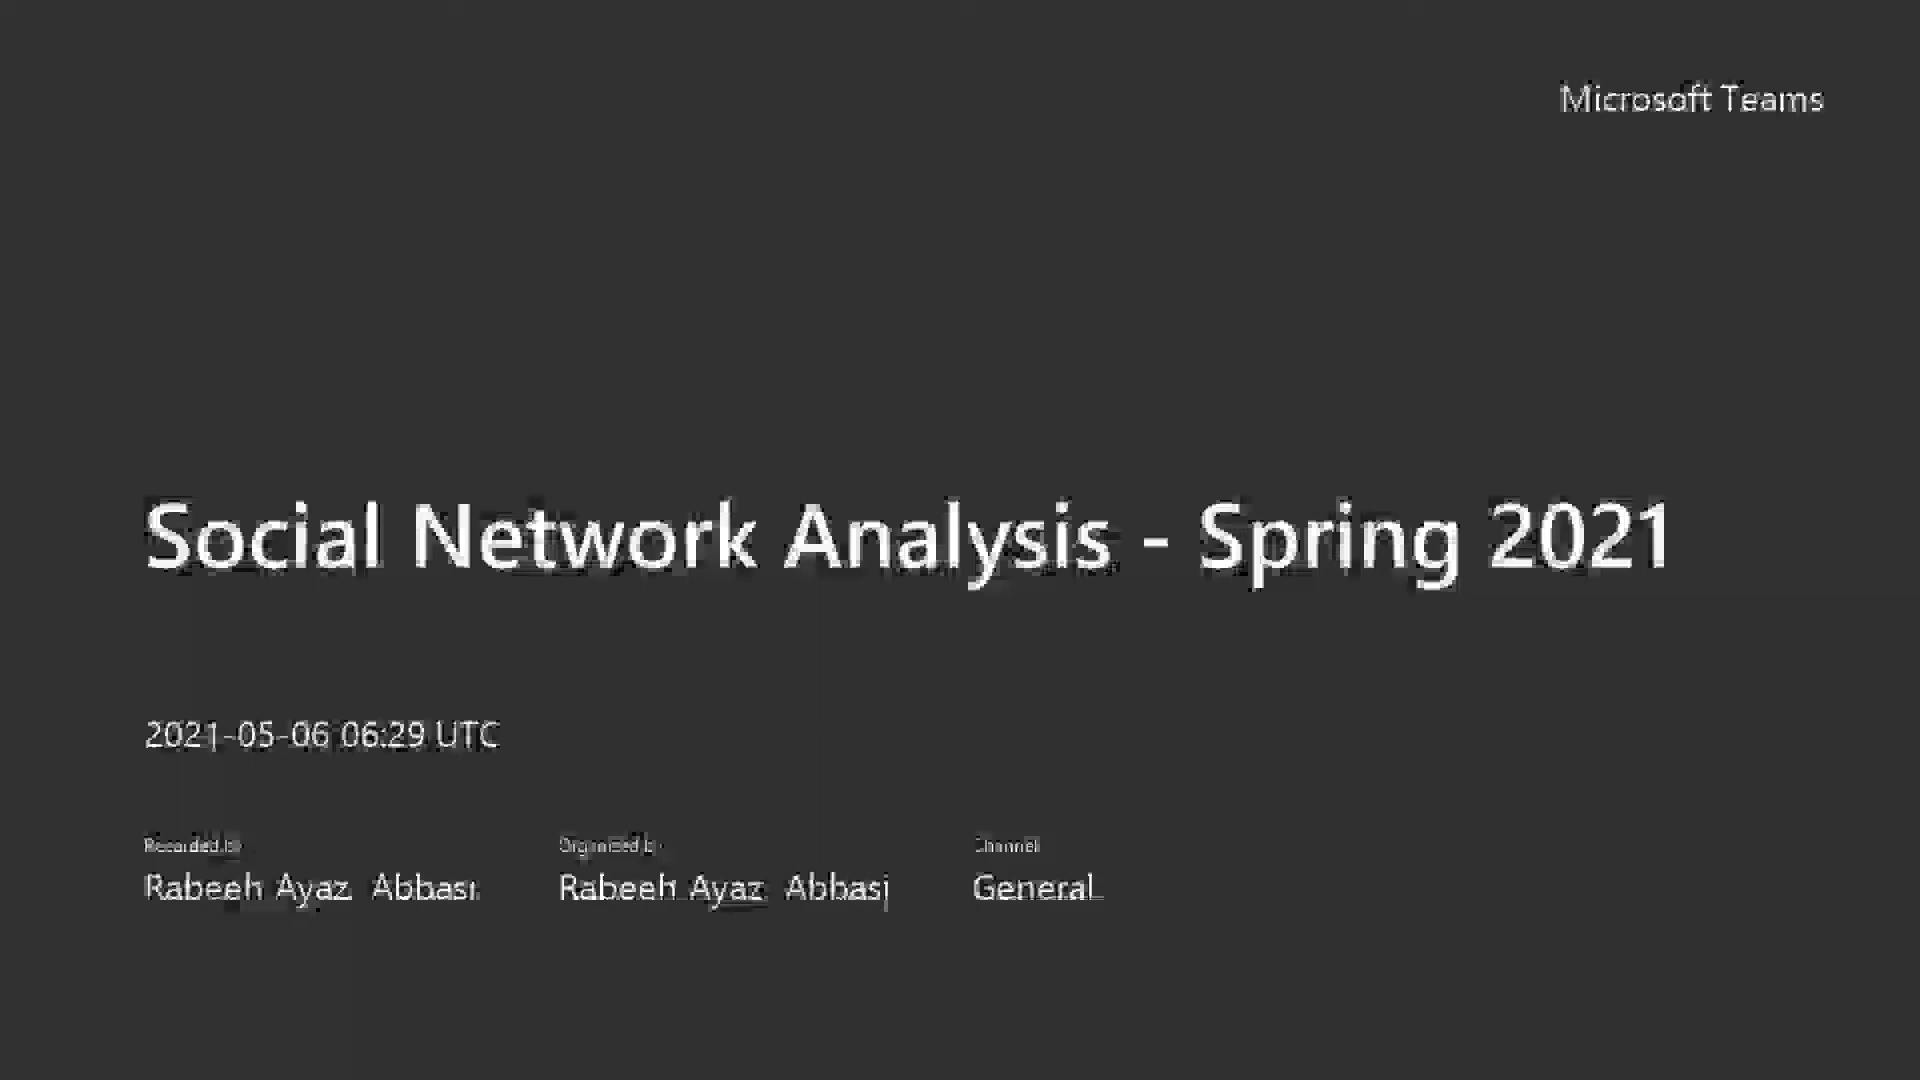 Microsoft Teams
Social Network Analysis - Spring 2021
2021-05-06 06:29 UTC
Recorded by Organized by Channel
Rabeeh Ayaz Abbasi Rabeeh Ayaz Abbasi General